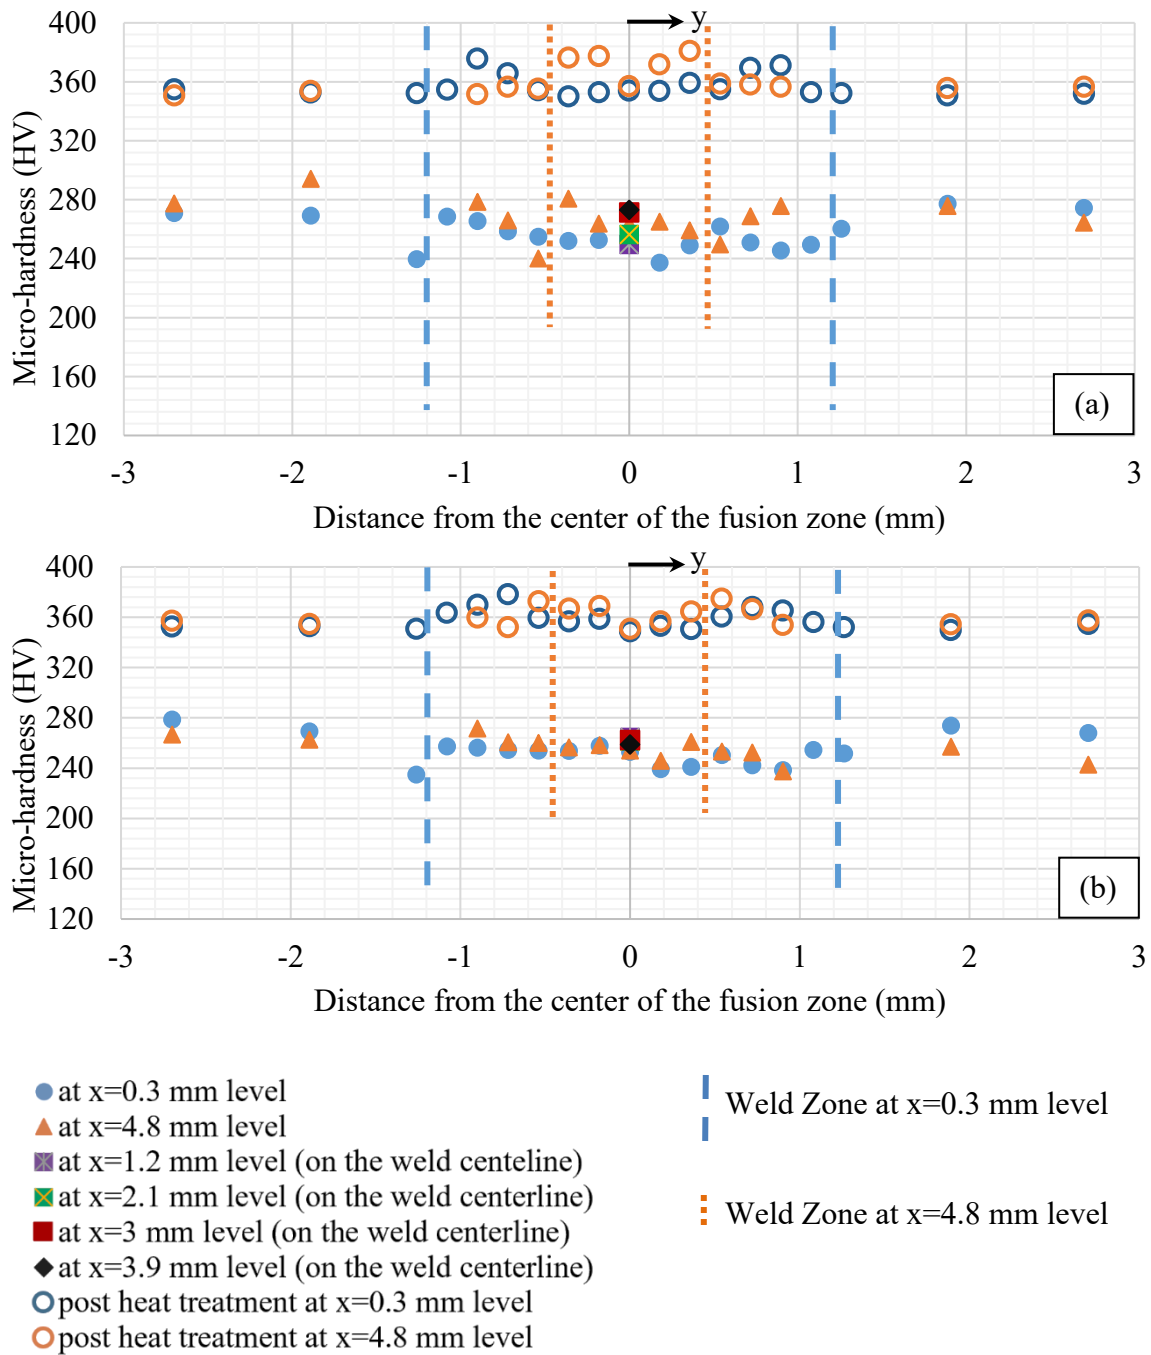 400
360
320
280
240
200
160
120
Micro-hardness (HV)
y
(a)
-3 -2 -1 0 1 2 3
Distance from the center of the fusion zone (mm)
400
360
320
280
240
200
160
120
Micro-hardness (HV)
y
(b)
-3 -2 -1 0 1 2 3
Distance from the center of the fusion zone (mm)
at x=0.3 mm level
at x=4.8 mm level
at x=1.2 mm level (on the weld centeline)
at x=2.1 mm level (on the weld centerline)
at x=3 mm level (on the weld centerline)
at x=3.9 mm level (on the weld centerline)
post heat treatment at x=0.3 mm level
post heat treatment at x=4.8 mm level
Weld Zone at x=0.3 mm level
Weld Zone at x=4.8 mm level